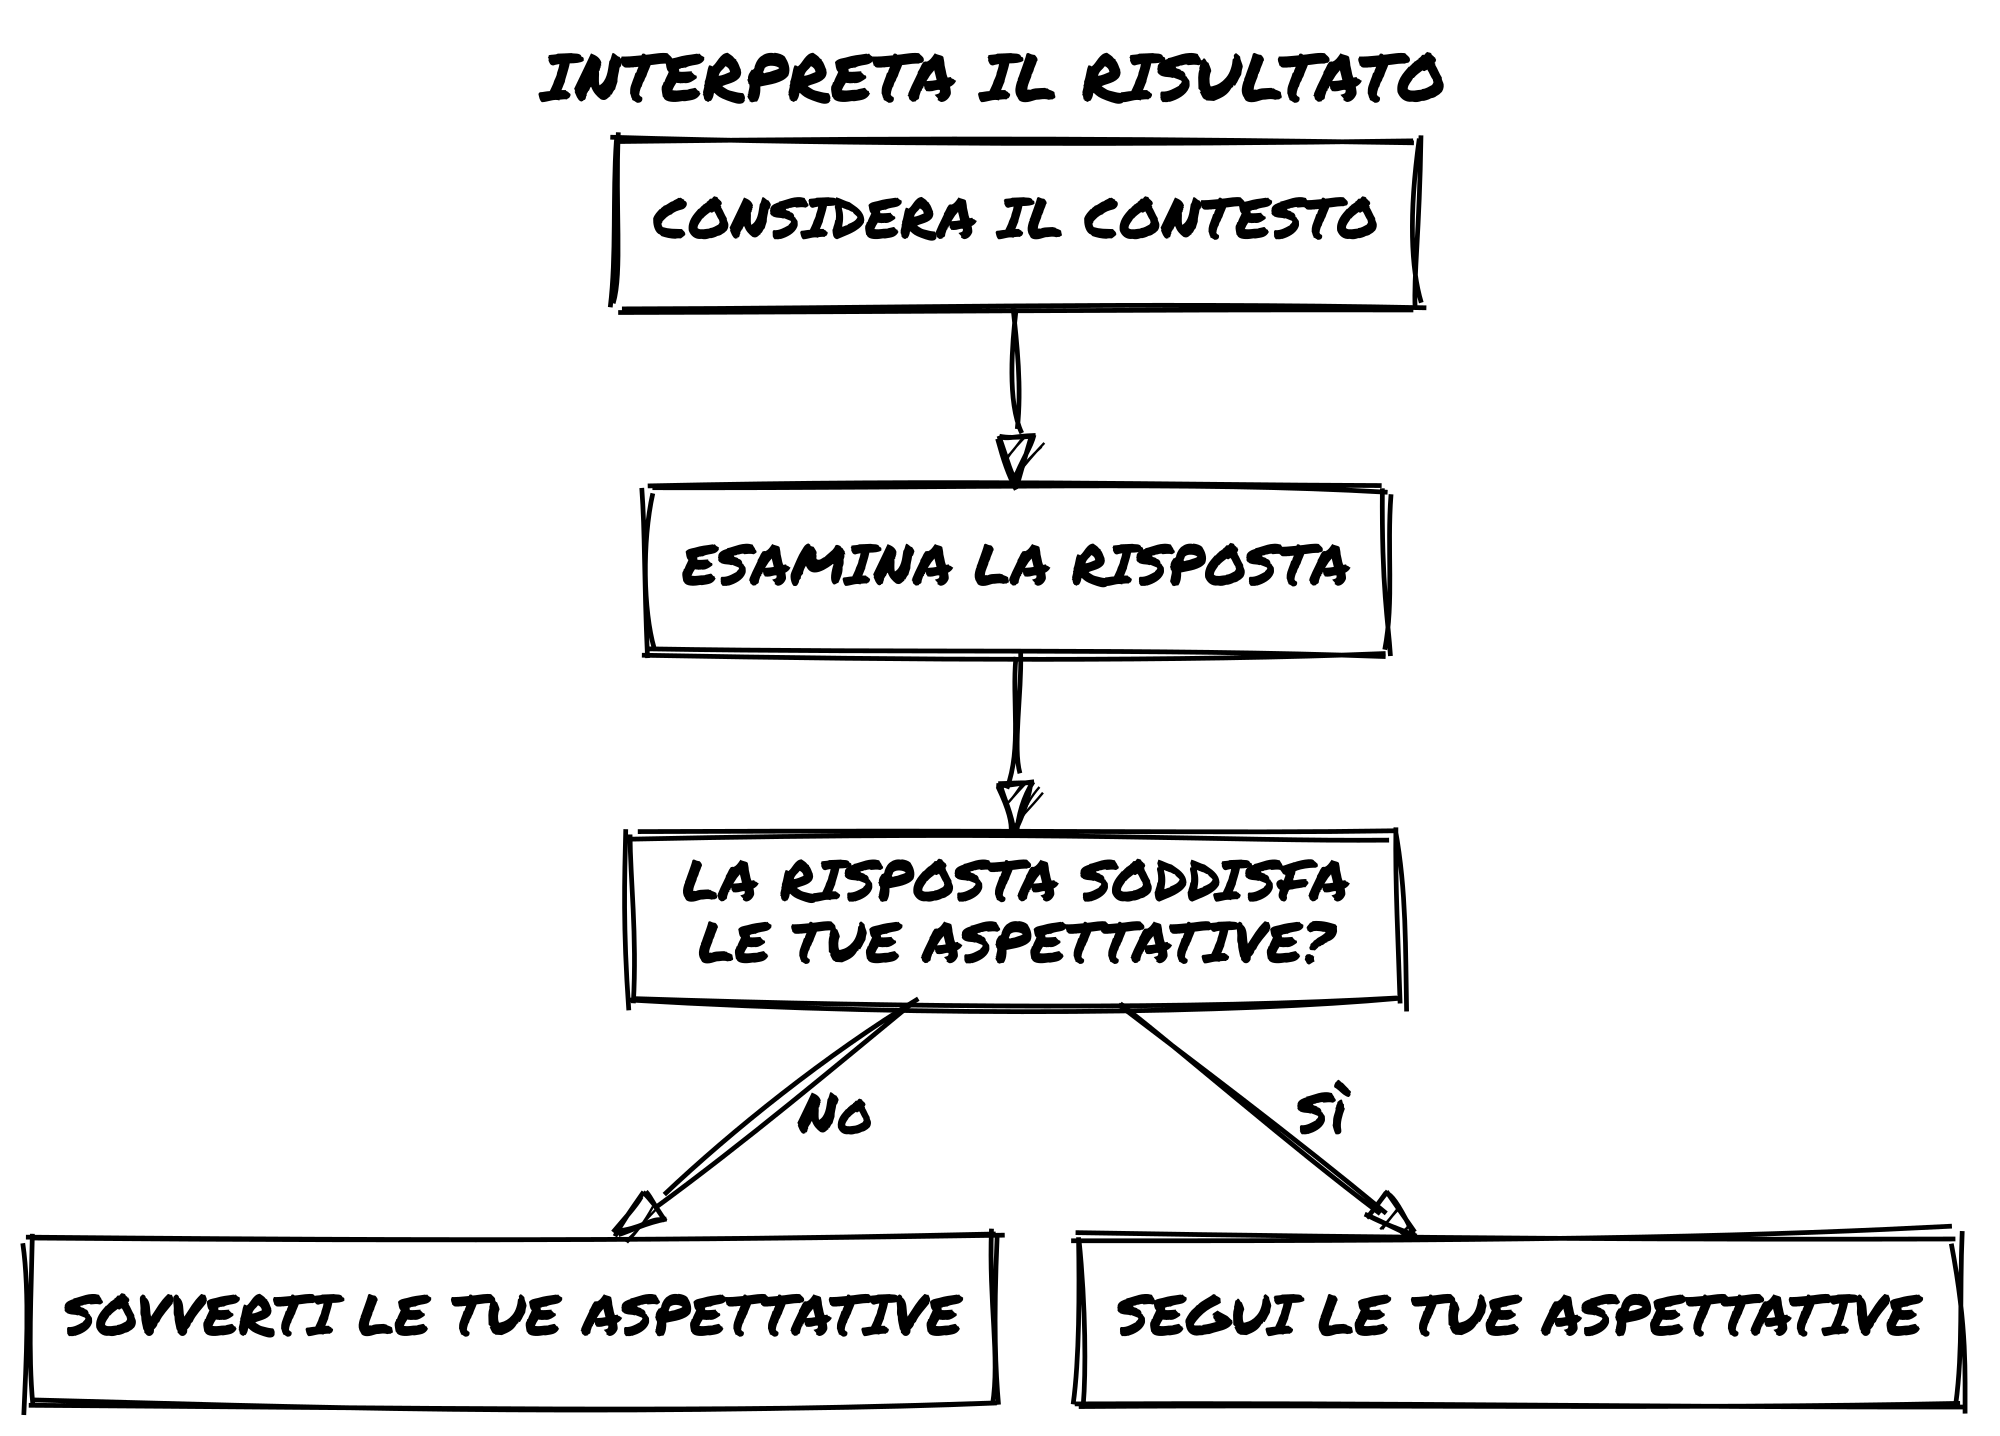 INTERPRETA IL RISULTATO
CONSIDERA IL CONTESTO
ESAMINA LA RISPOSTA
LA RISPOSTA SODDISFA
LE TUE ASPETTATIVE?
No
Sì
SOVVERTI LE TUE ASPETTATIVE
SEGUI LE TUE ASPETTATIVE